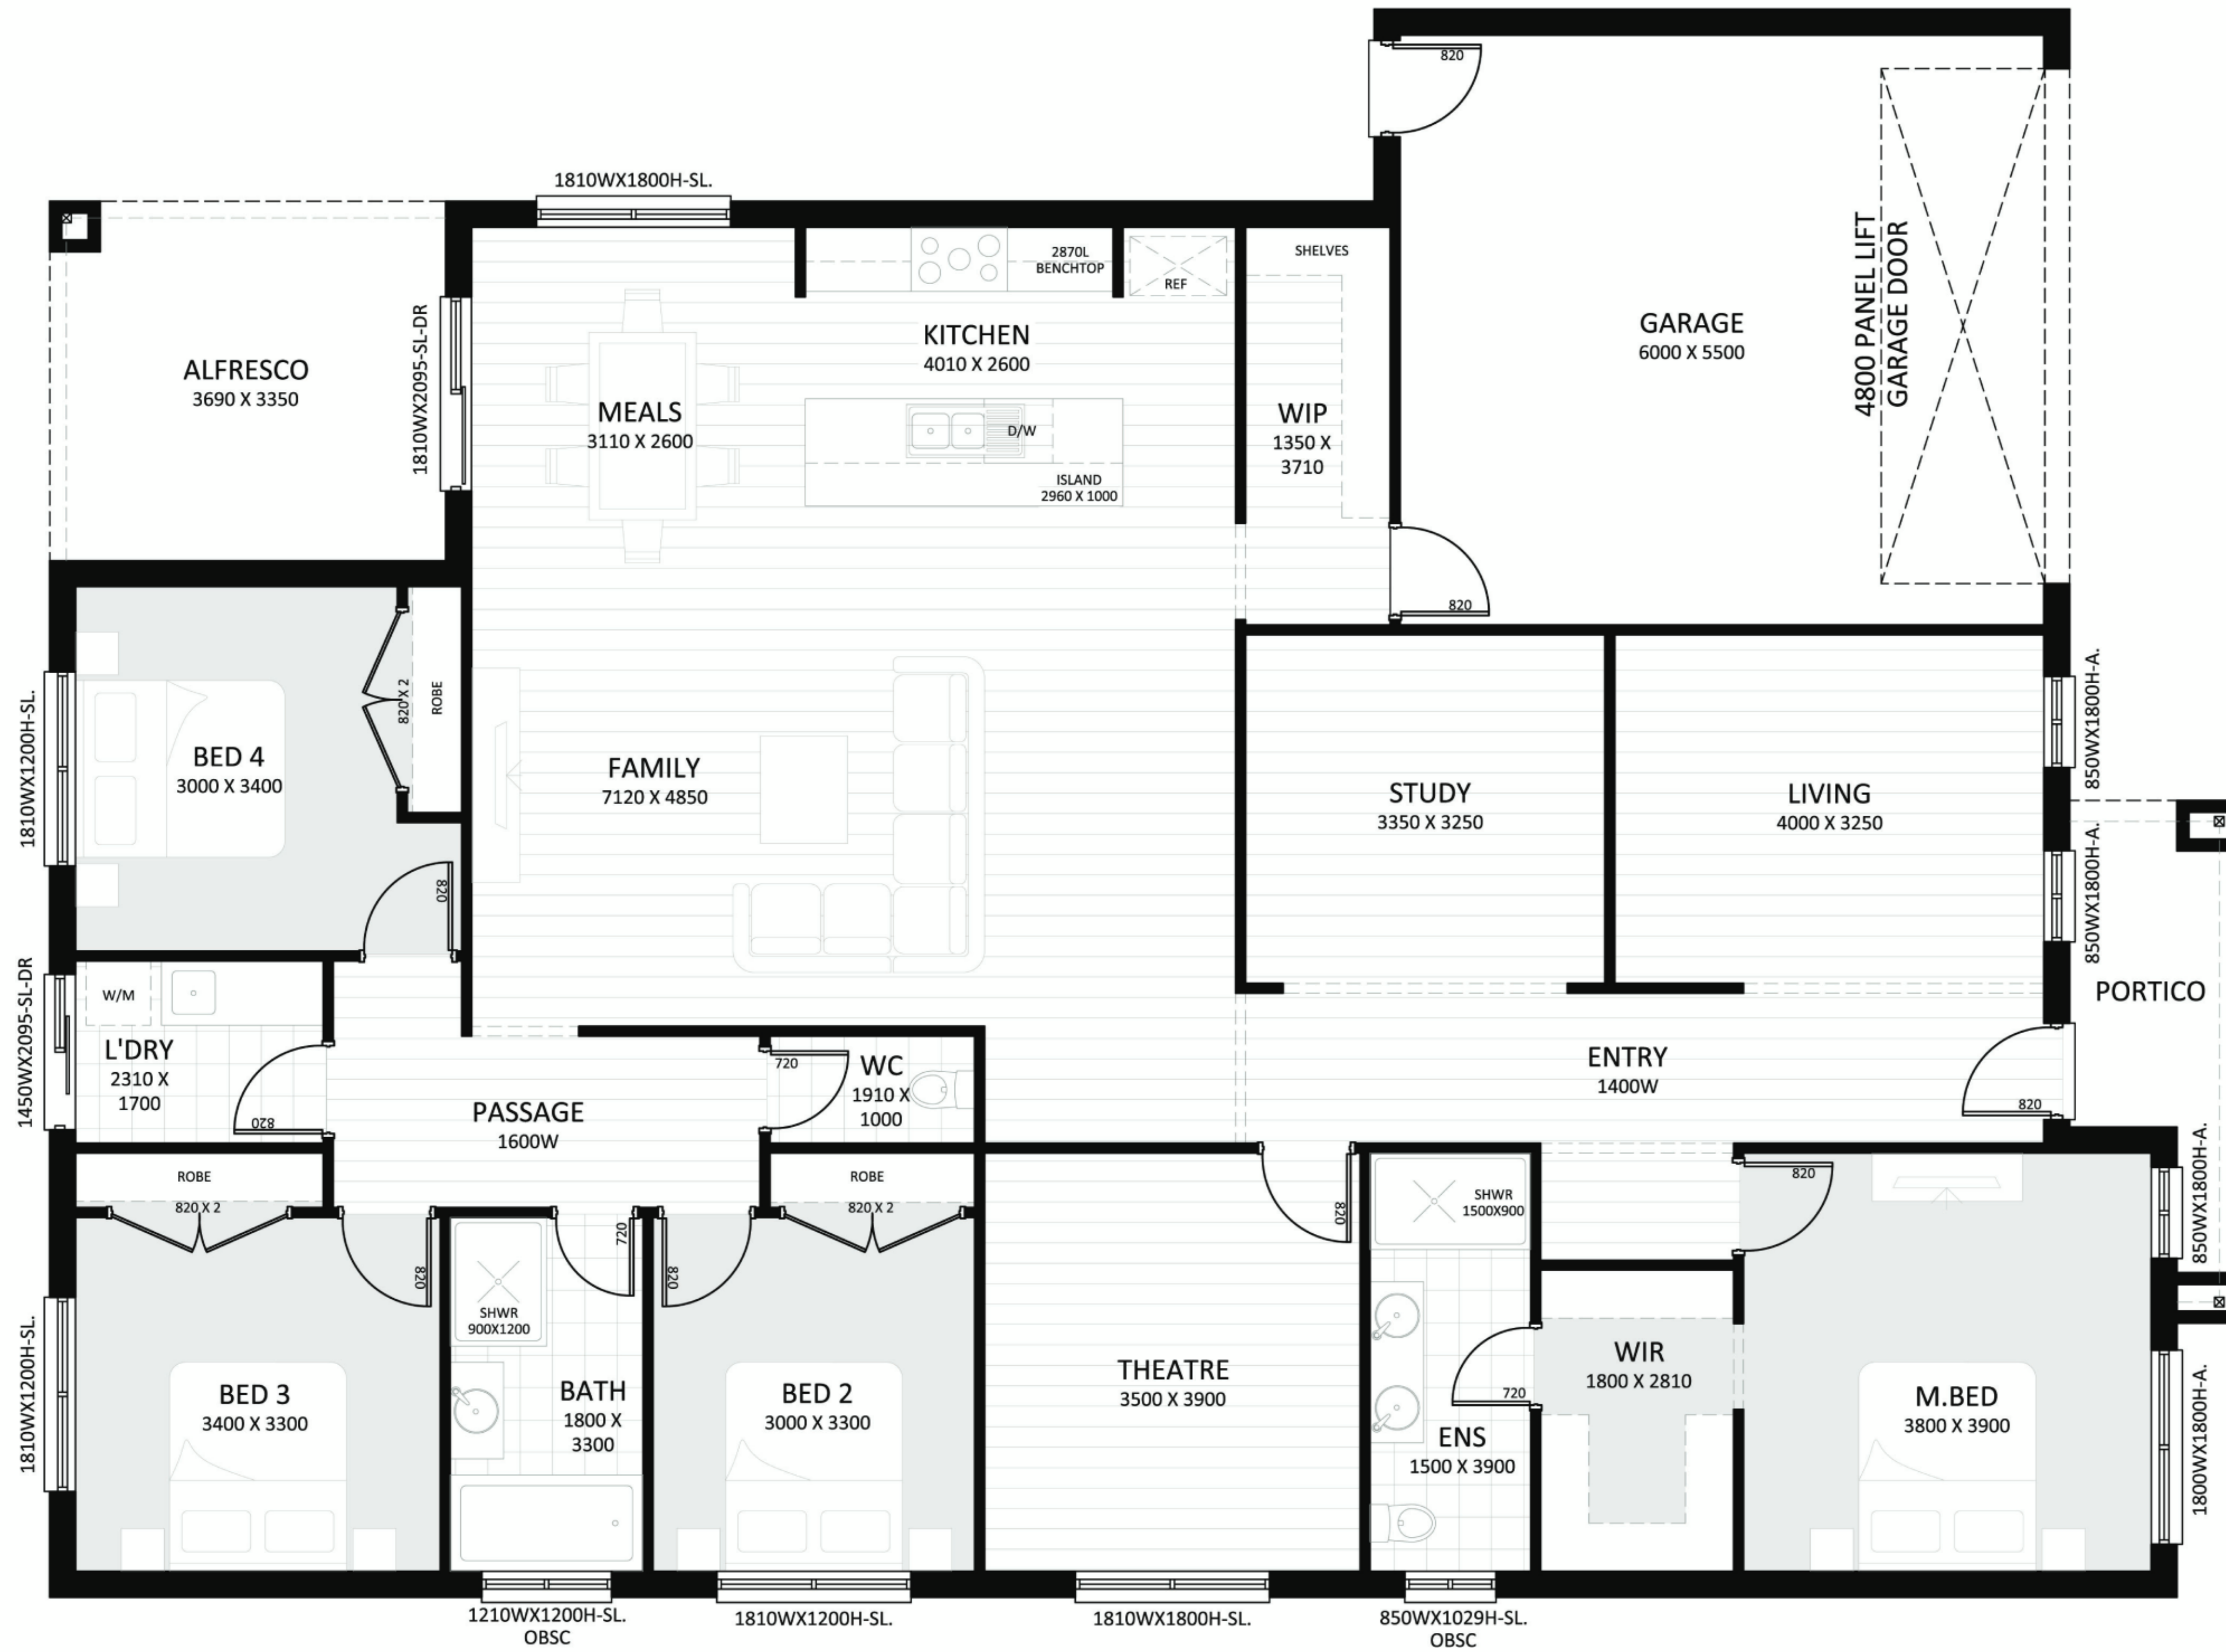 820
1810WX1800H-SL.
4800 PANEL LIFT
GARAGE DOOR
2870L
BENCHTOP
SHELVES
REF
KITCHEN
4010 X 2600
GARAGE
6000 X 5500
ALFRESCO
3690 X 3350
1810WX2095-SL-DR
MEALS
3110 X 2600
D/W
ISLAND
2960 X 1000
WIP
1350 X
3710
820
1810WX1200H-SL.
BED 4
3000 X 3400
820 X 2
ROBE
820
FAMILY
7120 X 4850
STUDY
3350 X 3250
LIVING
4000 X 3250
850WX1800H-A.
850WX1800H-A.
PORTICO
1450WX2095-SL-DR
W/M
L'DRY
2310 X
1700
820
PASSAGE
1600W
720
WC
1910 X
1000
ENTRY
1400W
820
ROBE
820 X 2
ROBE
820 X 2
820
720
820
820
SHWR
1500X900
820
850WX1800H-A.
1810WX1200H-SL.
BED 3
3400 X 3300
SHWR
900X1200
BATH
1800 X
3300
BED 2
3000 X 3300
THEATRE
3500 X 3900
720
ENS
1500 X 3900
WIR
1800 X 2810
M.BED
3800 X 3900
1800WX1800H-A.
1210WX1200H-SL.
OBSC
1810WX1200H-SL.
1810WX1800H-SL.
850WX1029H-SL.
OBSC